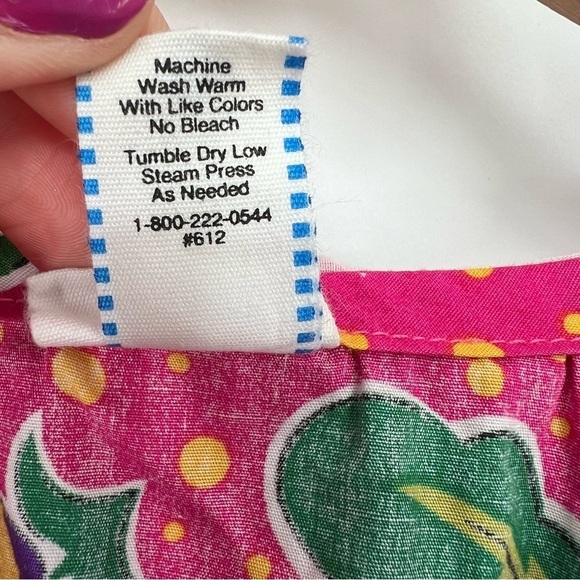 Machine
Wash Warm
With Like Colors
No Bleach
Tumble Dry Low
Steam Press
As Needed
1-800-222-0544
#612